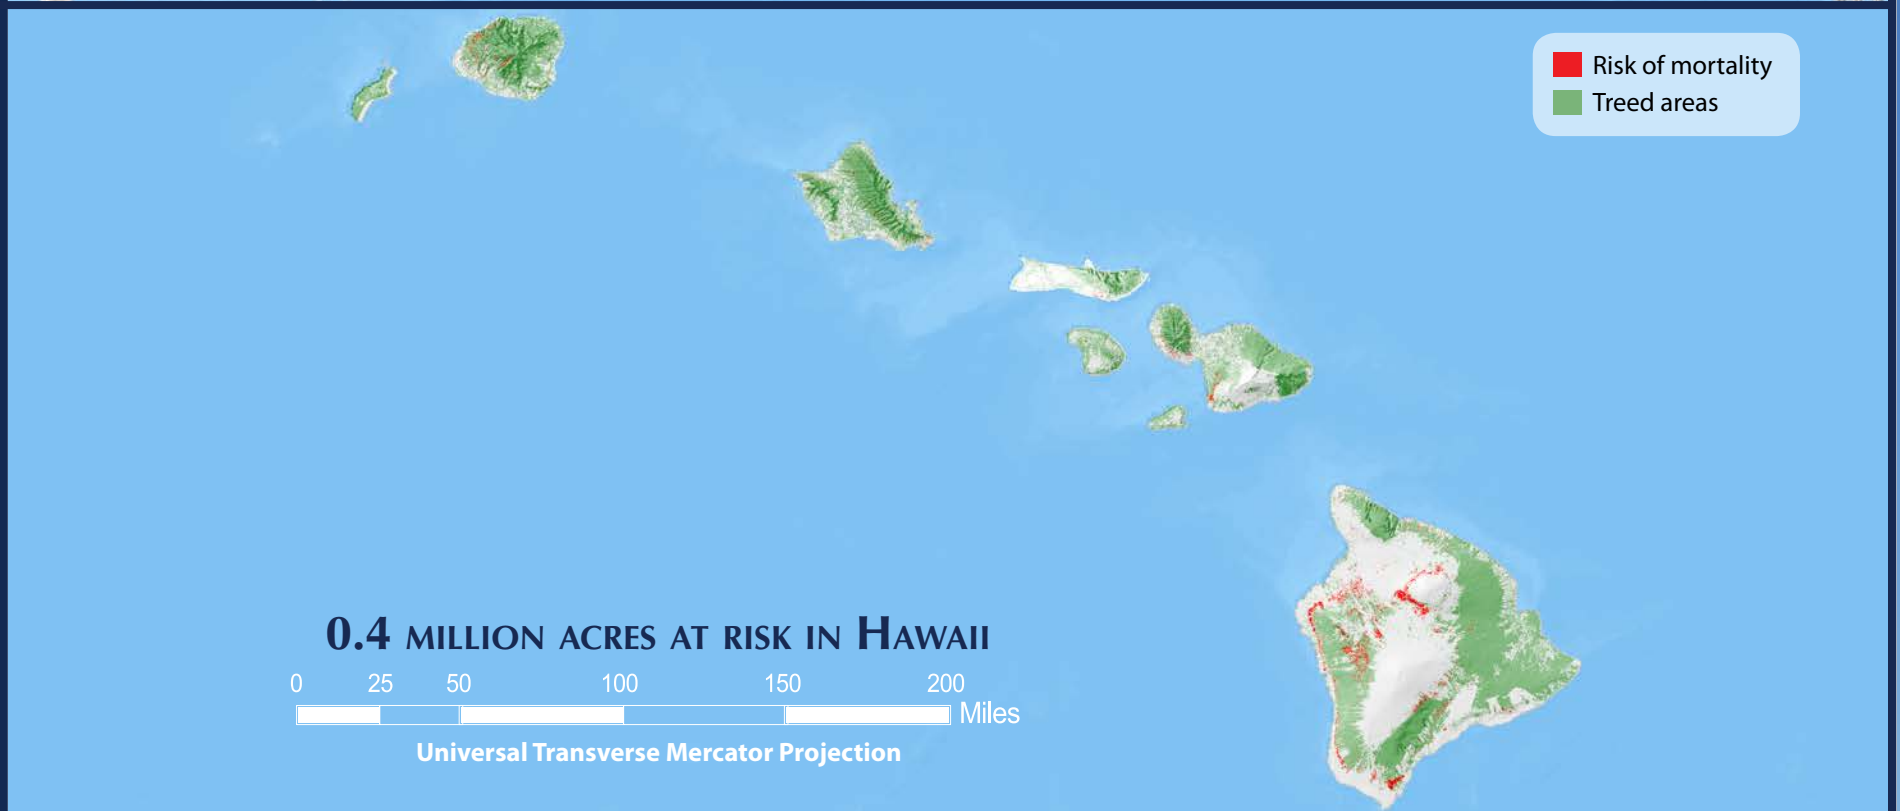 Risk of mortality
Treed areas
0.4 MILLION ACRES AT RISK IN HAWAII
0 25 50 100 150 200
Miles
Universal Transverse Mercator Projection